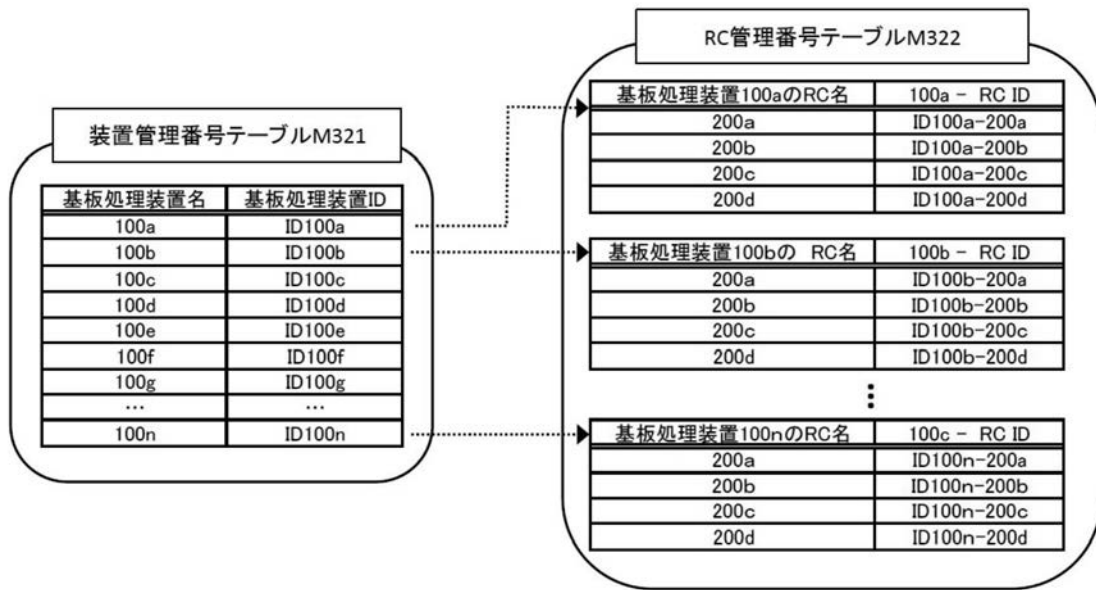 装置管理番号テーブルM321
基板処理装置名 基板処理装置ID
100a ID100a
100b ID100b
100c ID100c
100d ID100d
100e ID100e
100f ID100f
100g ID100g
… …
100n ID100n
RC管理番号テーブルM322
基板処理装置100aのRC名 100a - RC ID
200a ID100a-200a
200b ID100a-200b
200c ID100a-200c
200d ID100a-200d
基板処理装置100bの RC名 100b - RC ID
200a ID100b-200a
200b ID100b-200b
200c ID100b-200c
200d ID100b-200d
⋮
基板処理装置100nのRC名 100c - RC ID
200a ID100n-200a
200b ID100n-200b
200c ID100n-200c
200d ID100n-200d